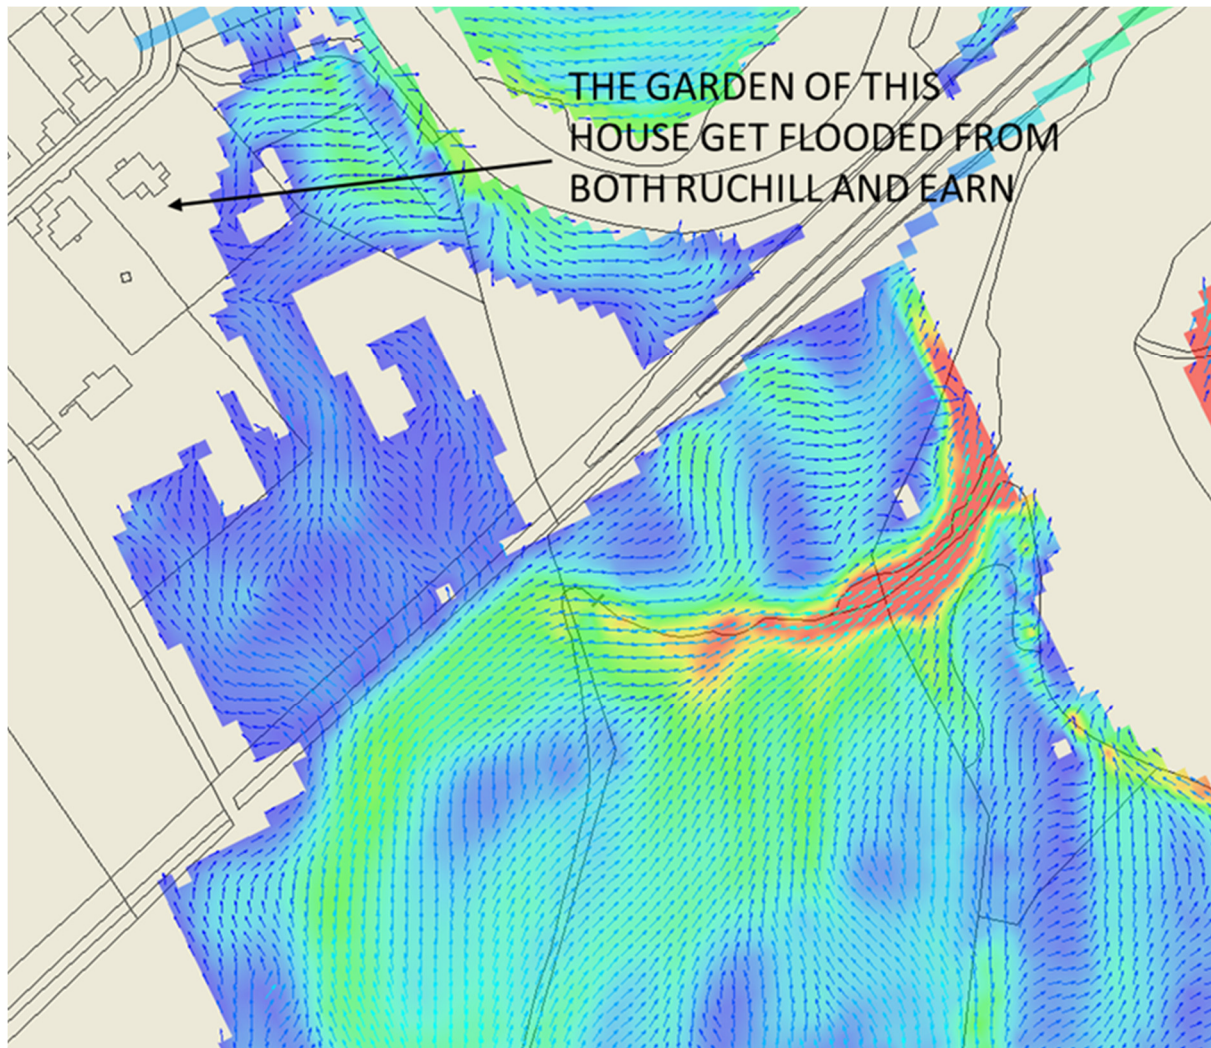 THE GARDEN OF THIS
HOUSE GET FLOODED FROM
BOTH RUCHILL AND EARN